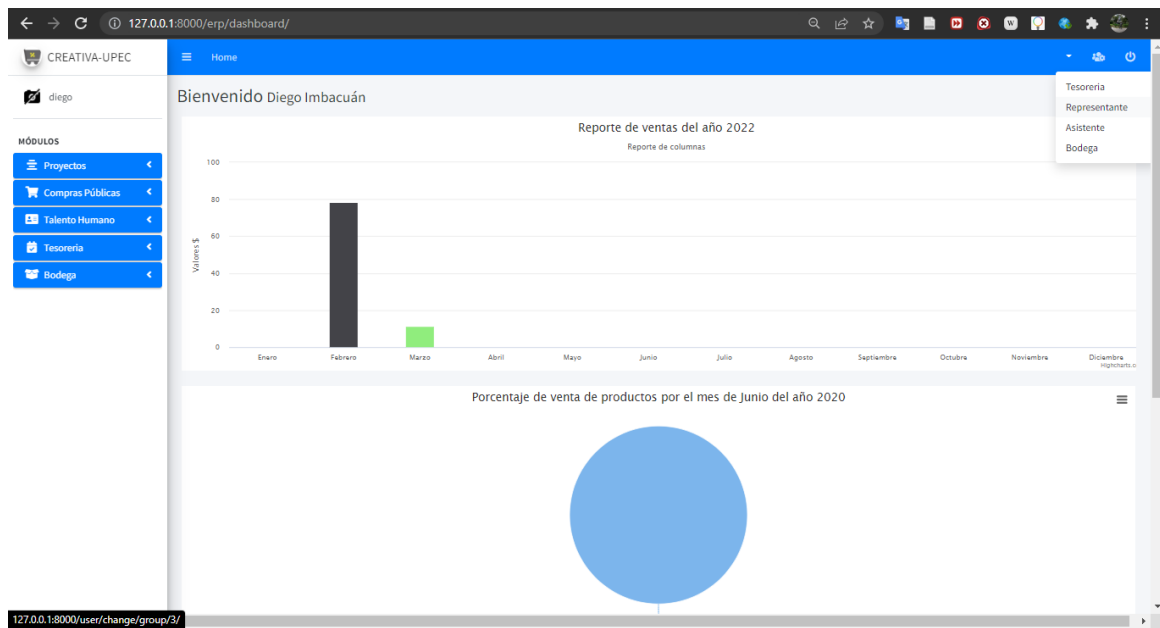 127.0.0.1:8000/erp/dashboard/
CREATIVA-UPEC
Home
diego
Bienvenido Diego Imbacuán
Tesoreria
Representante
Asistente
Bodega
MÓDULOS
Proyectos
Compras Públicas
Talento Humano
Tesoreria
Bodega
Reporte de ventas del año 2022
Reporte de columnas
Valores $
100
80
60
40
20
0
Enero Febrero Marzo Abril Mayo Junio Julio Agosto Septiembre Octubre Noviembre Diciembre
Highcharts.c
Porcentaje de venta de productos por el mes de Junio del año 2020
127.0.0.1:8000/user/change/group/3/